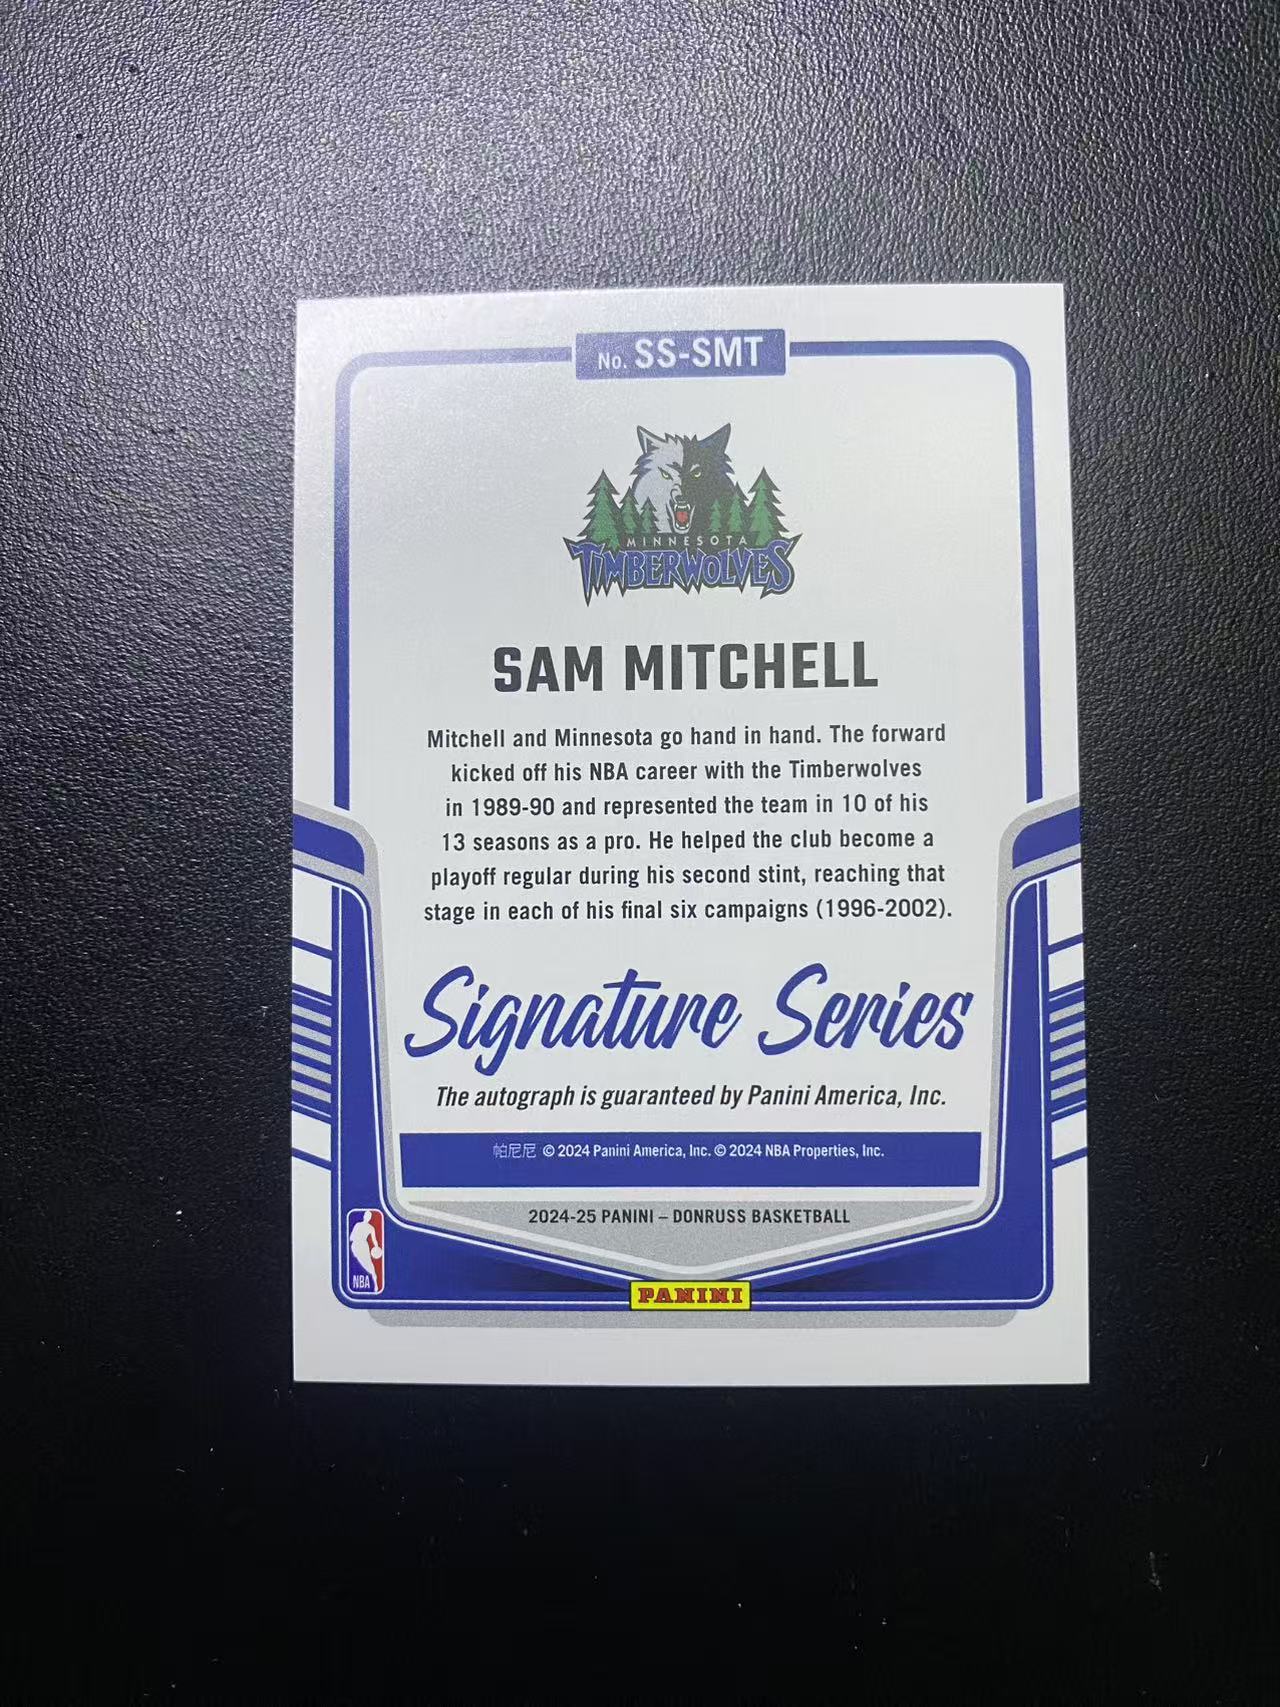 No. SS-SMT
MINNESOTA
TIMBERWOLVES
SAM MITCHELL
Mitchell and Minnesota go hand in hand. The forward
kicked off his NBA career with the Timberwolves
in 1989-90 and represented the team in 10 of his
13 seasons as a pro. He helped the club become a
playoff regular during his second stint, reaching that
stage in each of his final six campaigns (1996-2002).
Signature Series
The autograph is guaranteed by Panini America, Inc.
帕尼尼 © 2024 Panini America, Inc. © 2024 NBA Properties, Inc.
2024-25 PANINI – DONRUSS BASKETBALL
NBA
PANINI